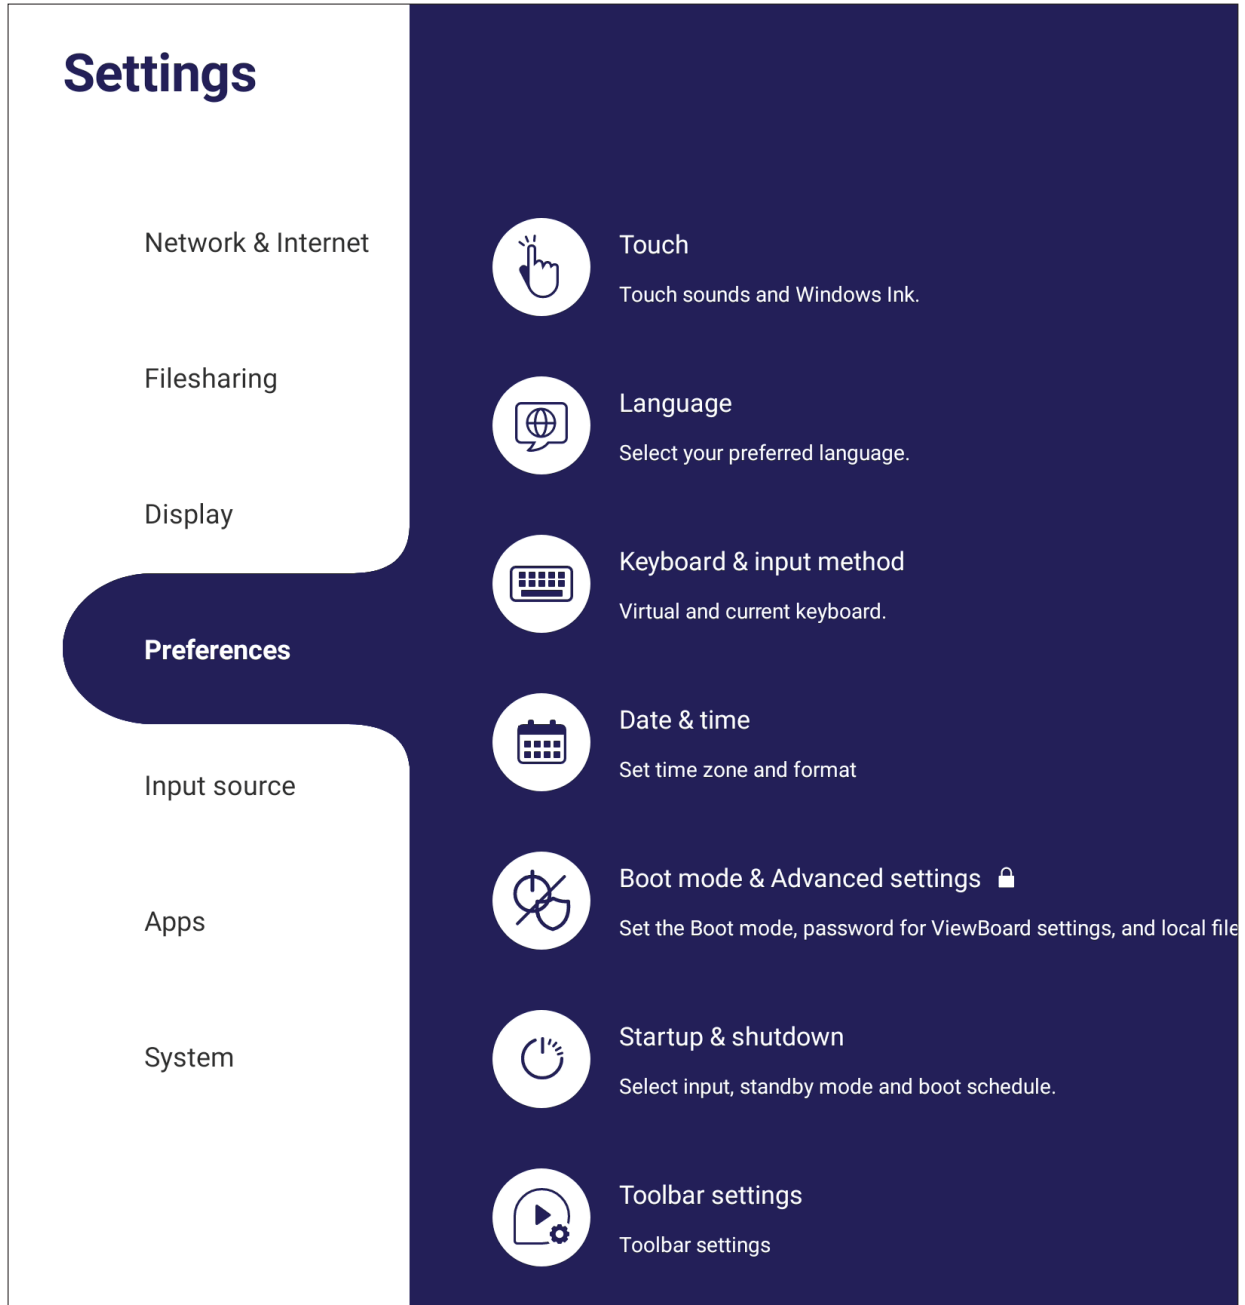 Settings
Network & Internet
Filesharing
Display
Preferences
Input source
Apps
System
Touch
Touch sounds and Windows Ink.
Language
Select your preferred language.
Keyboard & input method
Virtual and current keyboard.
Date & time
Set time zone and format
Boot mode & Advanced settings
Set the Boot mode, password for ViewBoard settings, and local file
Startup & shutdown
Select input, standby mode and boot schedule.
Toolbar settings
Toolbar settings